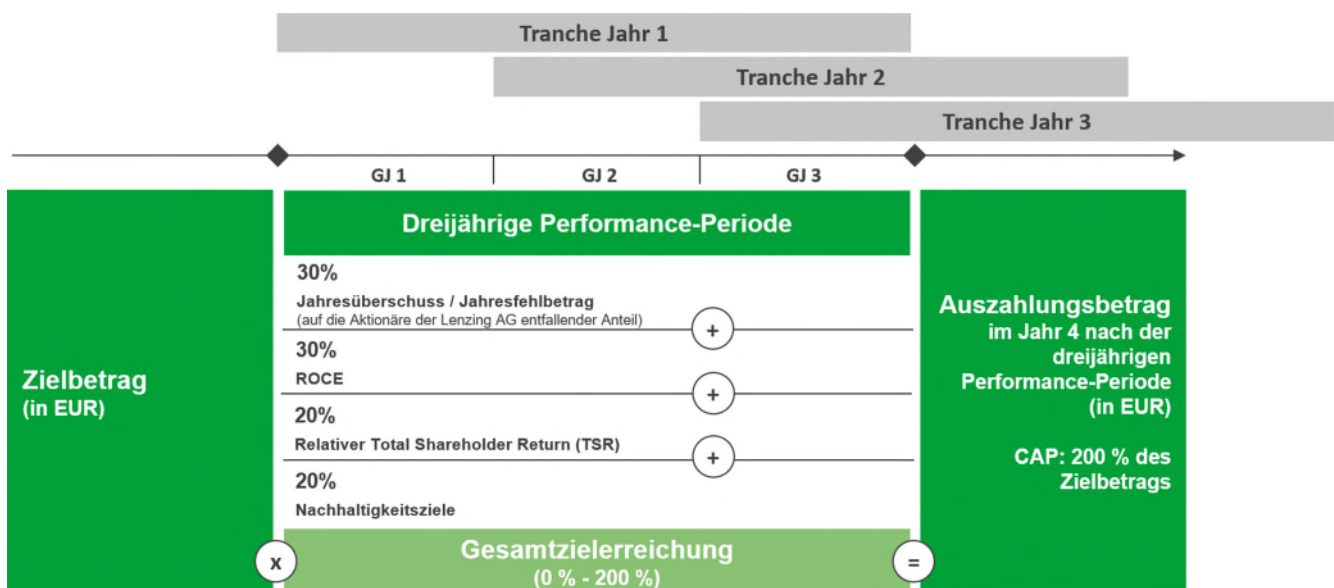 Tranche Jahr 1
Tranche Jahr 2
Tranche Jahr 3
GJ 1
GJ 2
GJ 3
Zielbetrag
(in EUR)
Dreijährige Performance-Periode
30%
Jahresüberschuss / Jahresfehlbetrag
(auf die Aktionäre der Lenzing AG entfallender Anteil)
+
30%
ROCE
+
20%
Relativer Total Shareholder Return (TSR)
+
20%
Nachhaltigkeitsziele
x
Gesamtzielerreichung
(0 % - 200 %)
=
Auszahlungsbetrag
im Jahr 4 nach der
dreijährigen
Performance-Periode
(in EUR)
CAP: 200 % des
Zielbetrags